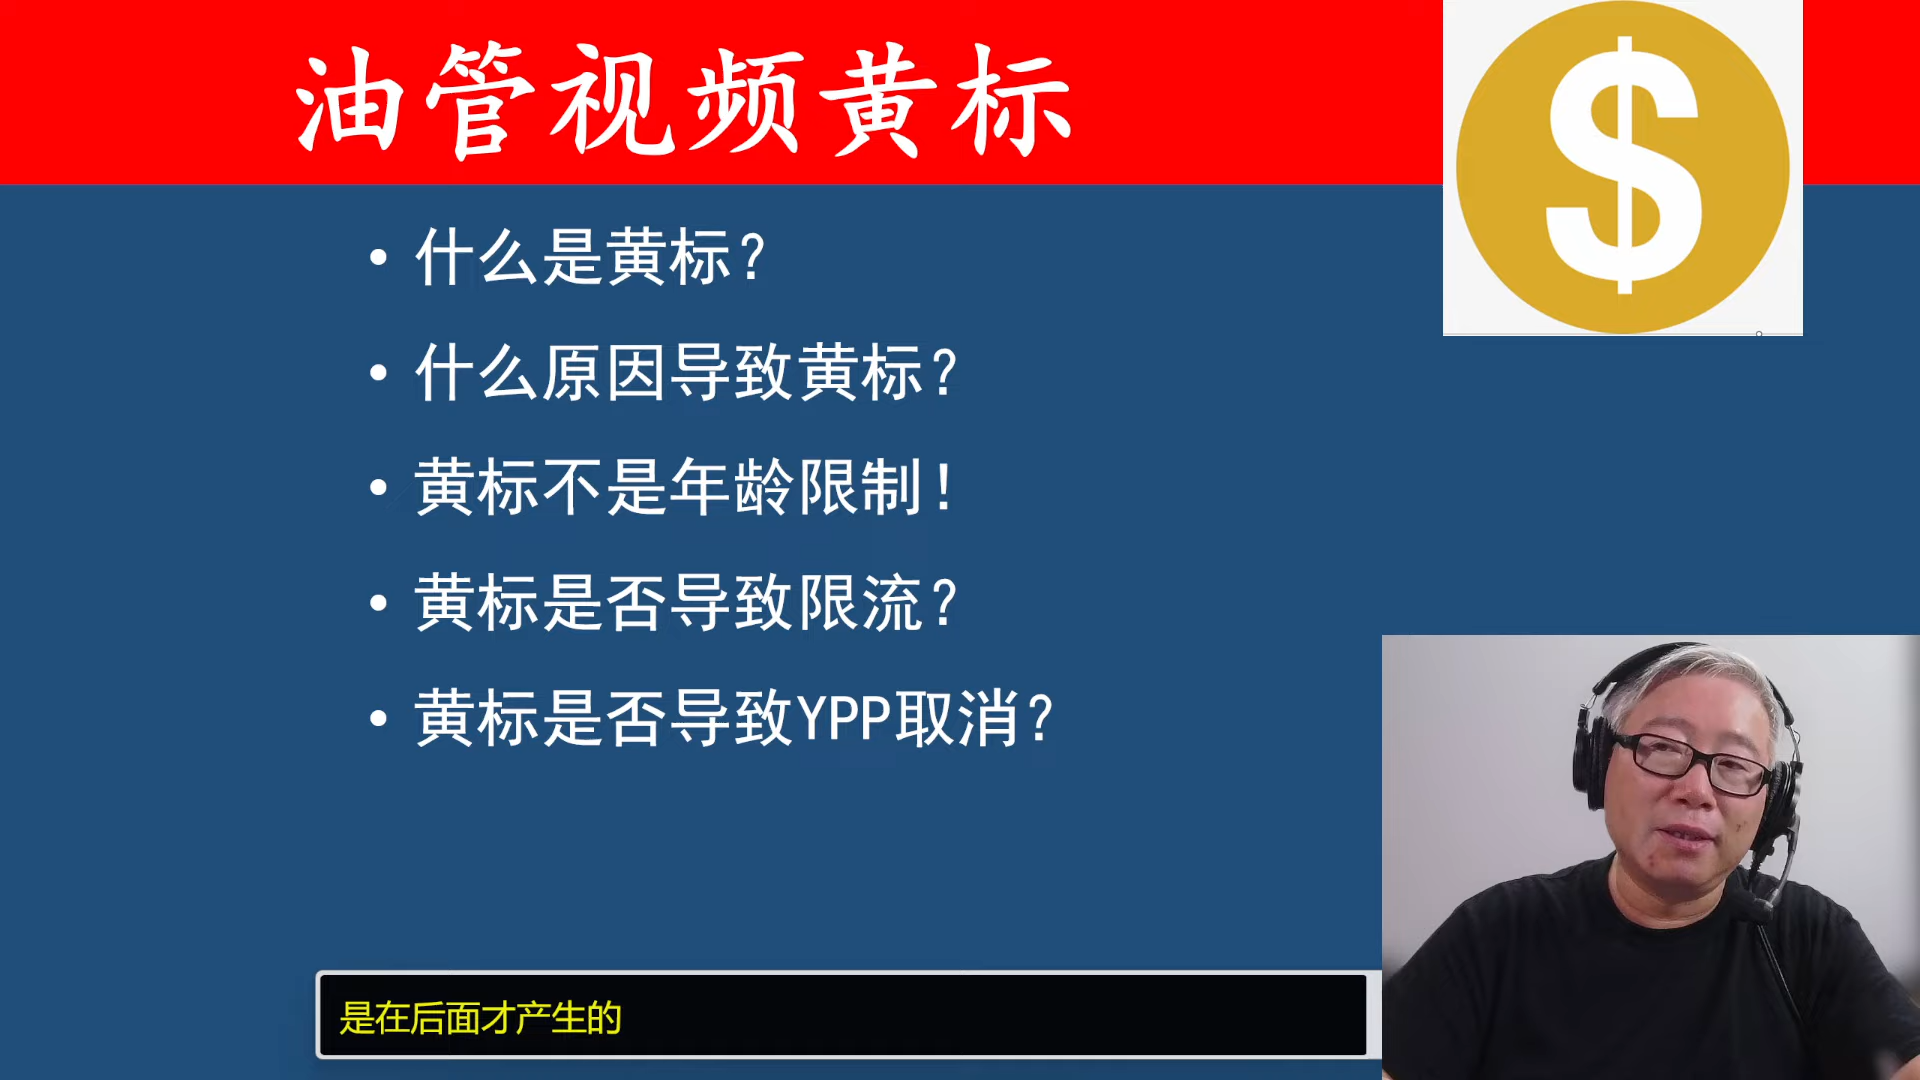 油管视频黄标
$
• 什么是黄标？
• 什么原因导致黄标？
• 黄标不是年龄限制！
• 黄标是否导致限流？
• 黄标是否导致YPP取消？
是在后面才产生的